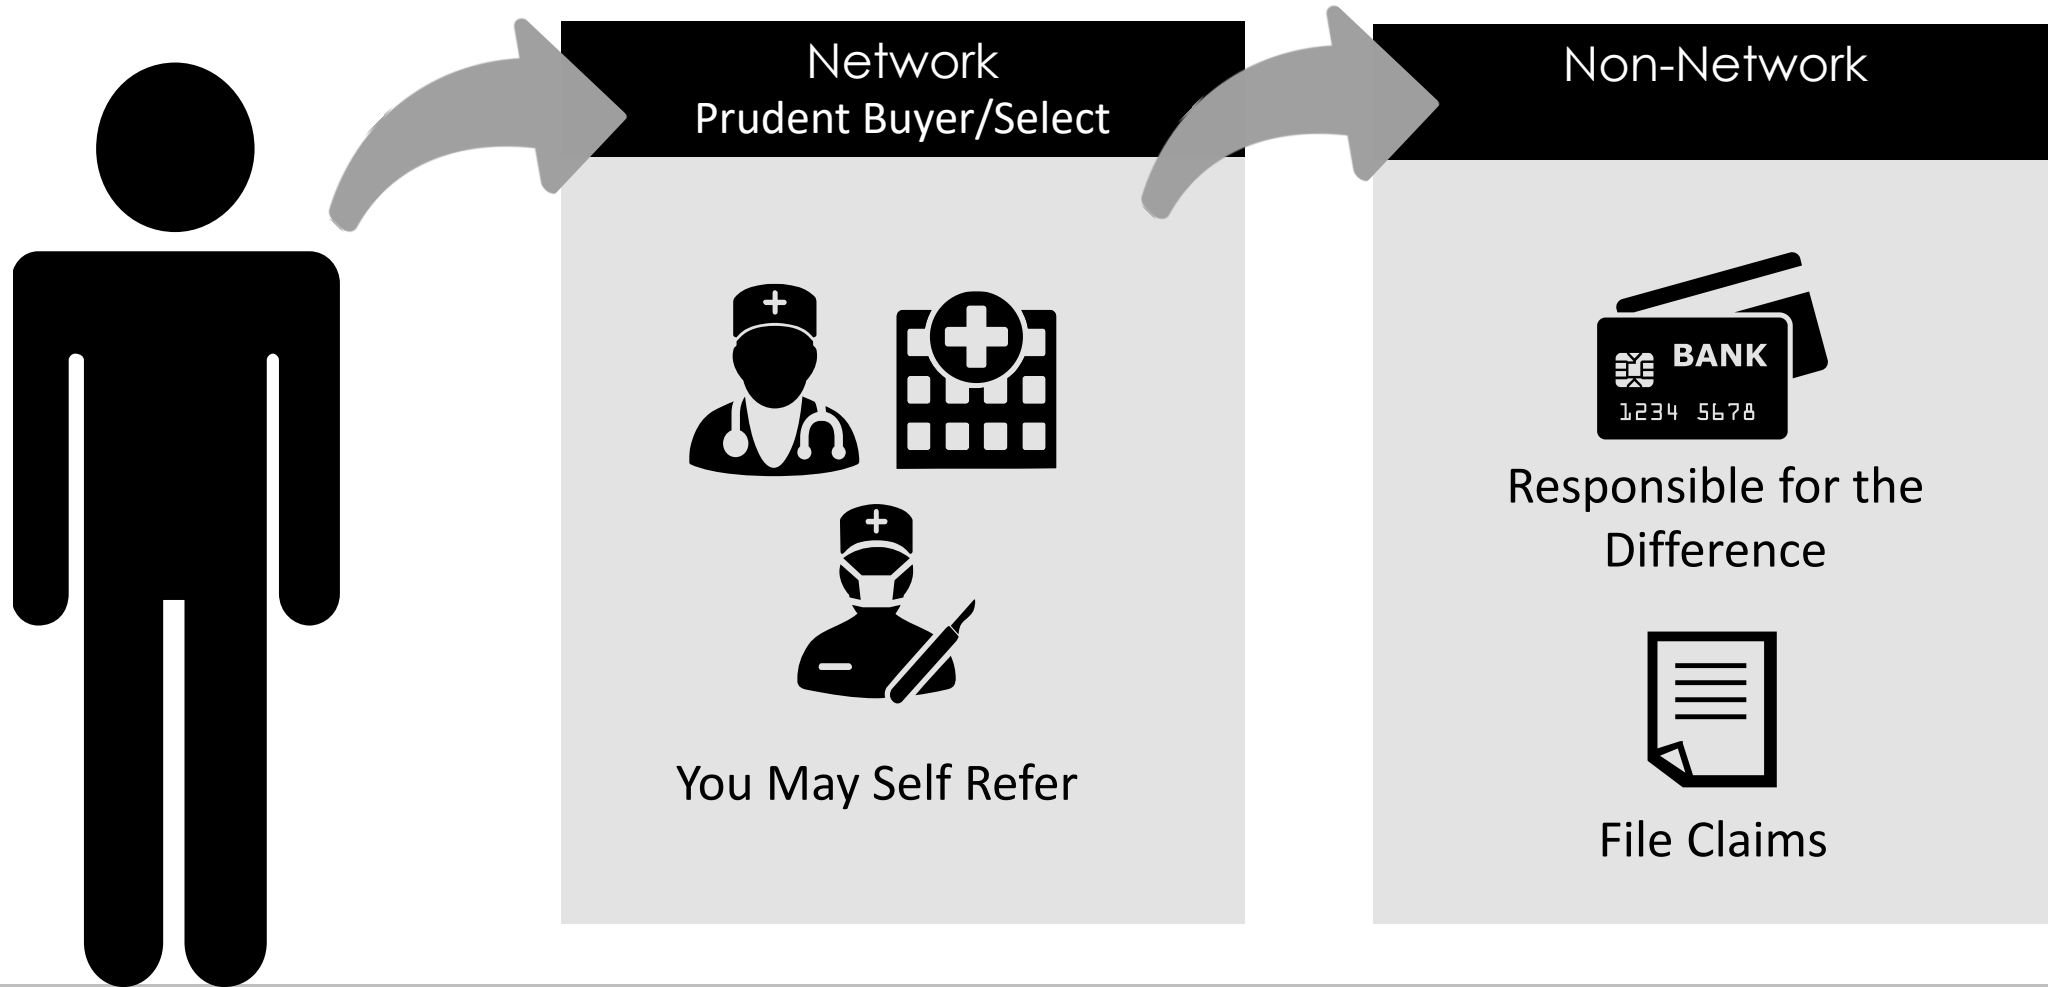 Network
Prudent Buyer/Select
You May Self Refer
Non-Network
BANK
1234 5678
Responsible for the
Difference
File Claims